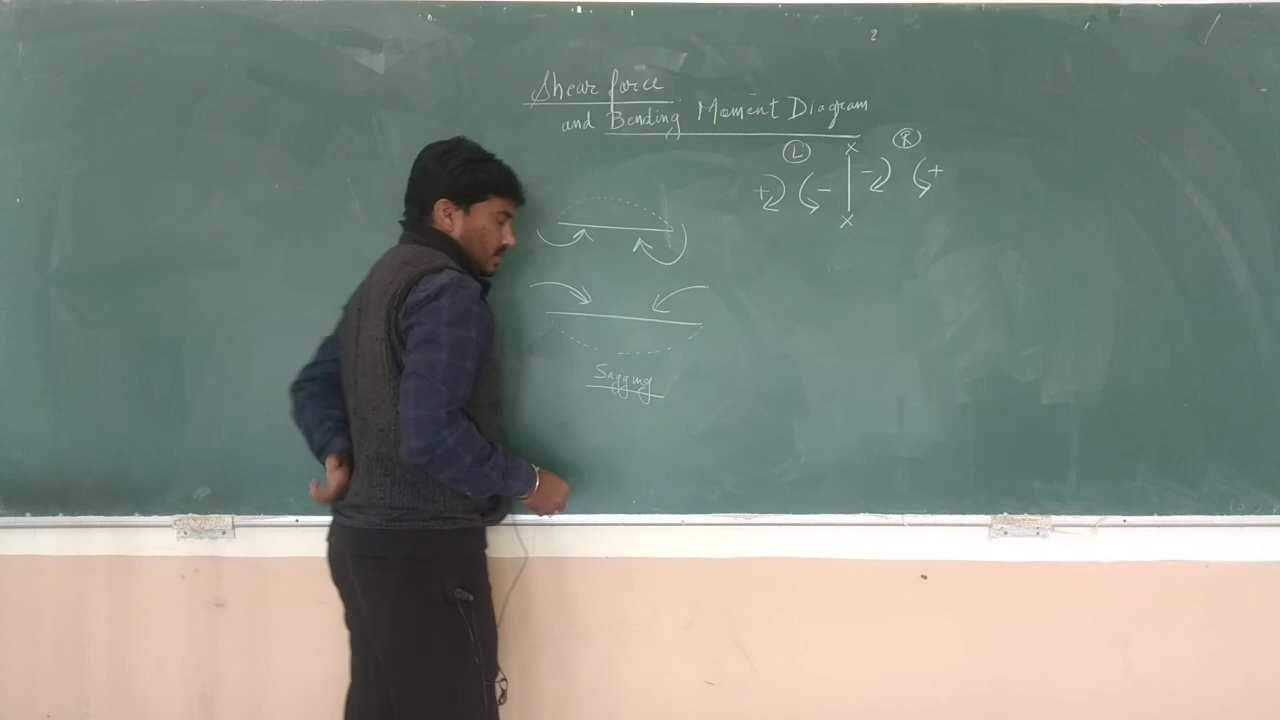 Shear force
and Bending Moment Diagram
L X R
+ - - +
X
Sagging